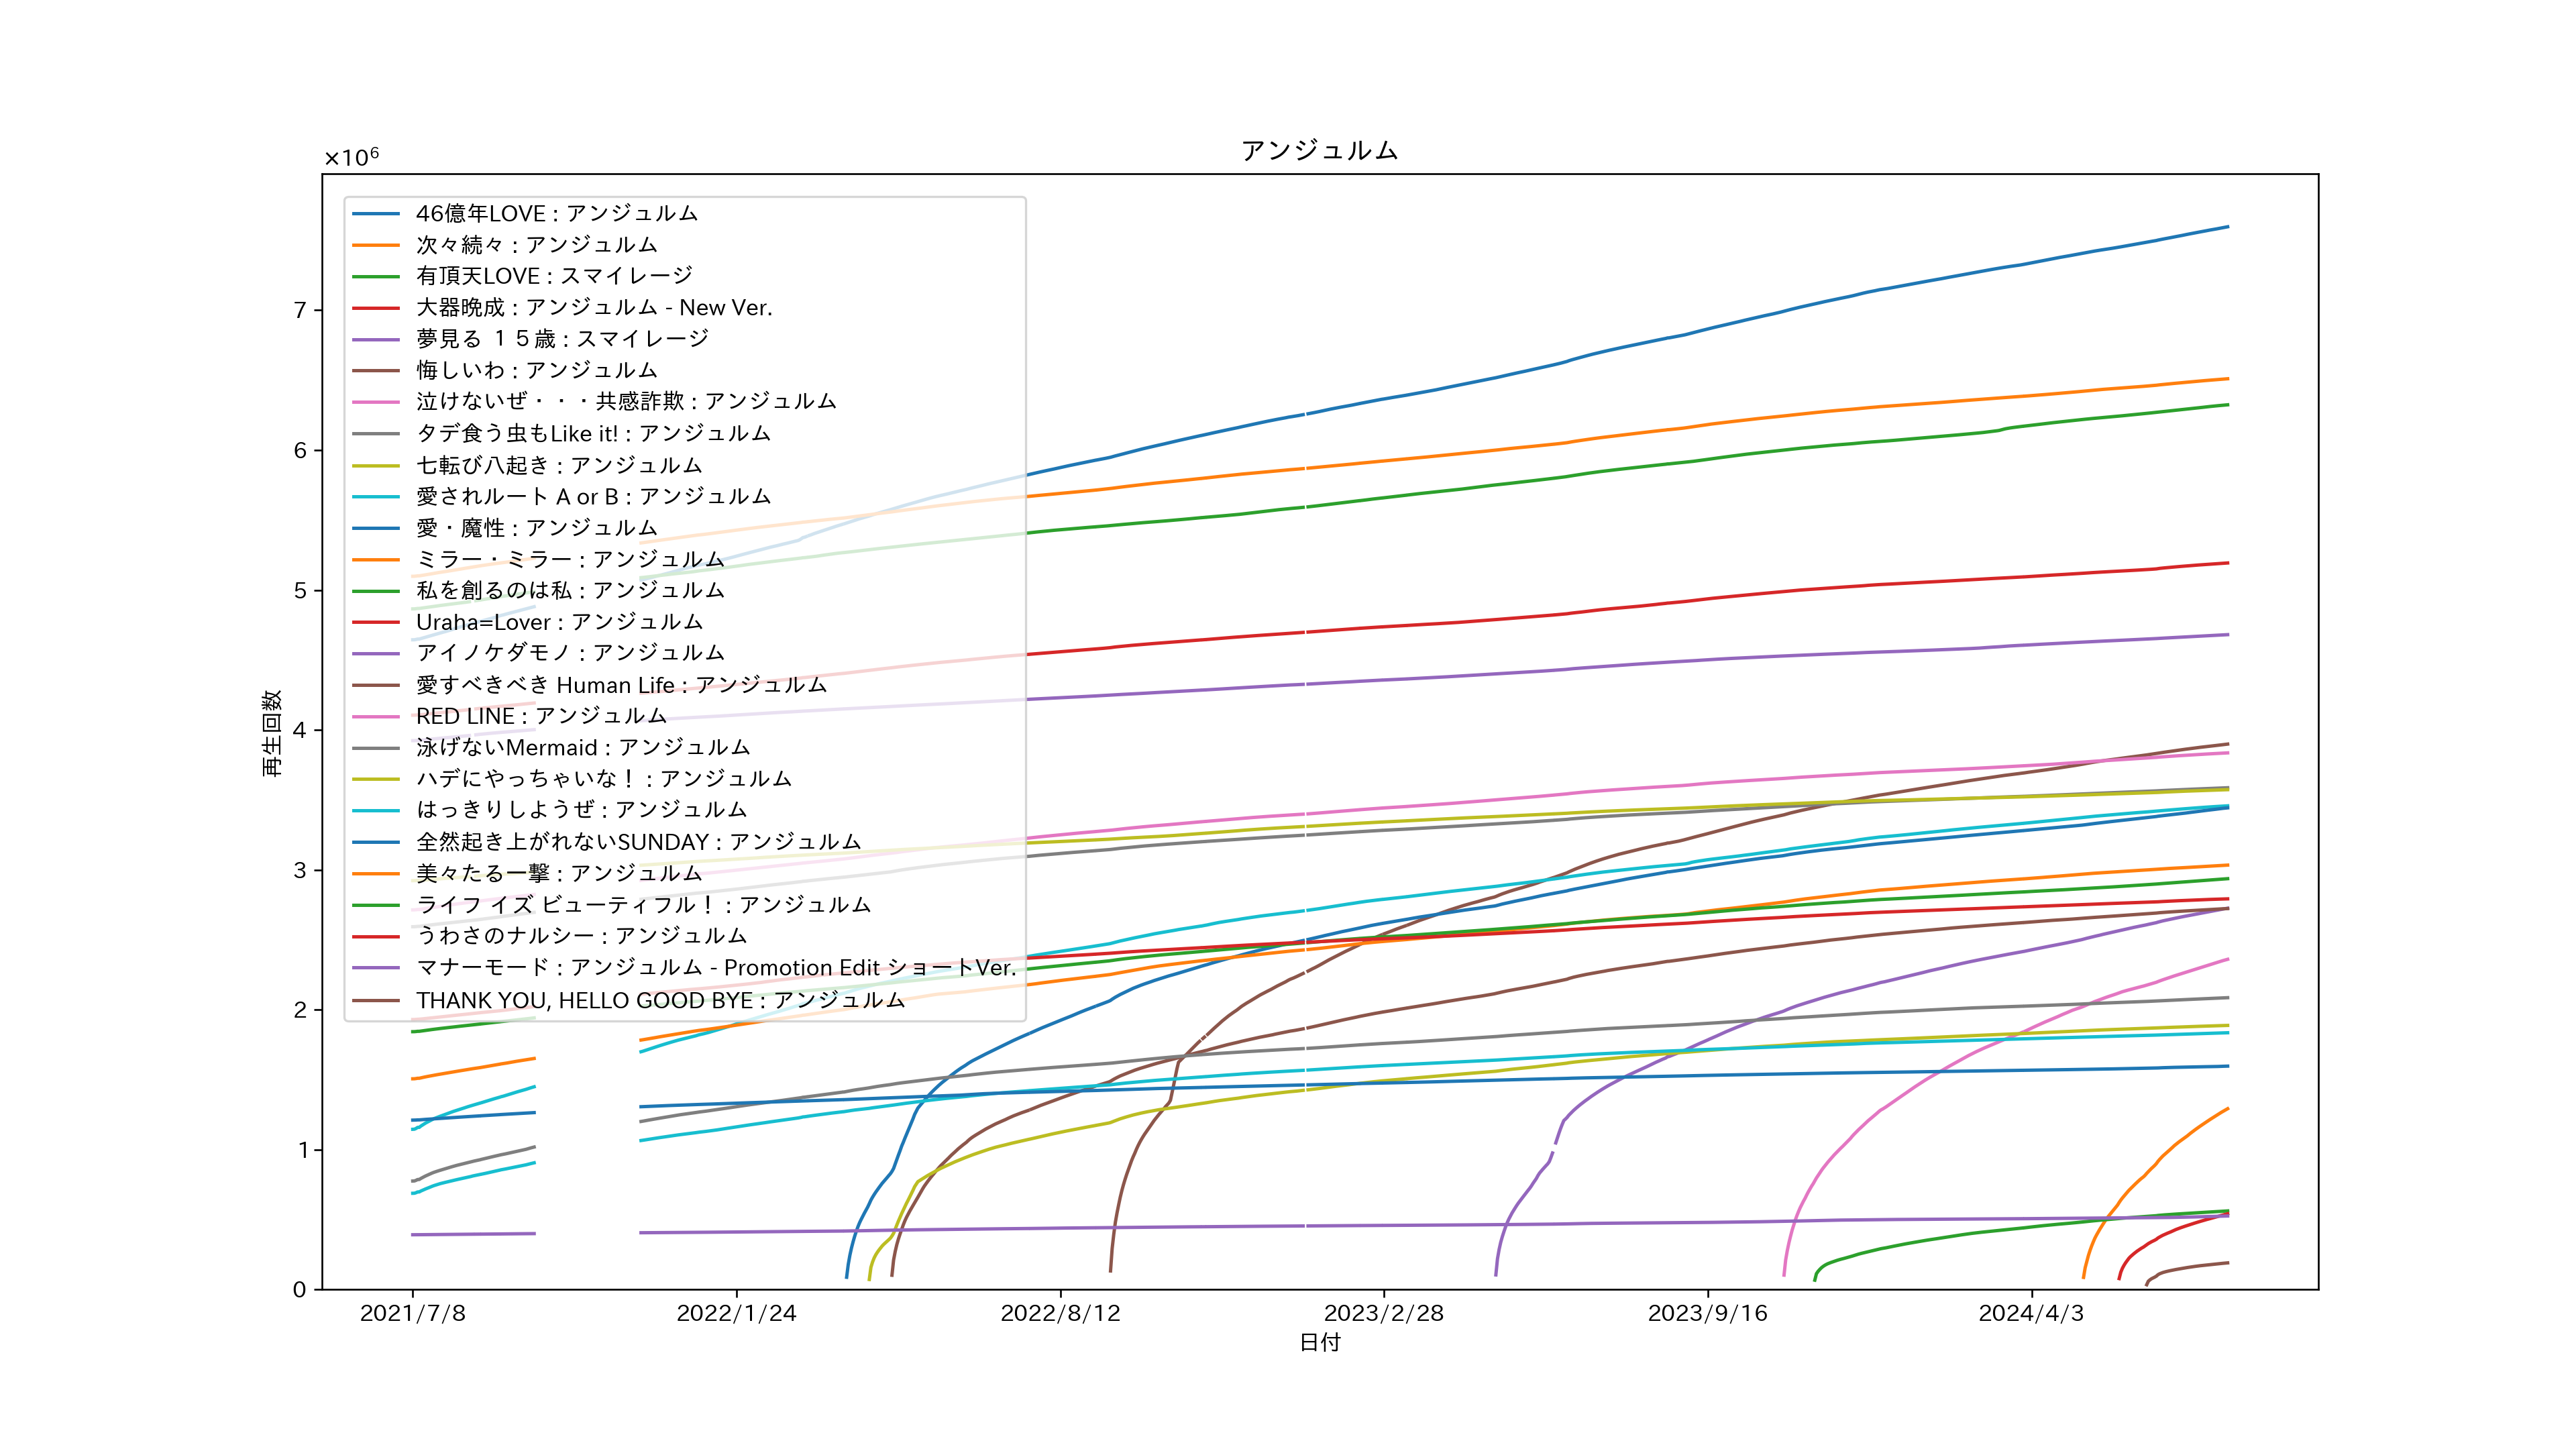 アンジュルム
×10⁶
46億年LOVE : アンジュルム
次々続々 : アンジュルム
有頂天LOVE : スマイレージ
大器晩成 : アンジュルム - New Ver.
夢見る １５歳 : スマイレージ
悔しいわ : アンジュルム
泣けないぜ・・・共感詐欺 : アンジュルム
タデ食う虫もLike it! : アンジュルム
七転び八起き : アンジュルム
愛されルート A or B : アンジュルム
愛・魔性 : アンジュルム
ミラー・ミラー : アンジュルム
私を創るのは私 : アンジュルム
Uraha=Lover : アンジュルム
アイノケダモノ : アンジュルム
愛すべきべき Human Life : アンジュルム
RED LINE : アンジュルム
泳げないMermaid : アンジュルム
ハデにやっちゃいな！ : アンジュルム
はっきりしようぜ : アンジュルム
全然起き上がれないSUNDAY : アンジュルム
美々たる一撃 : アンジュルム
ライフ イズ ビューティフル！ : アンジュルム
うわさのナルシー : アンジュルム
マナーモード : アンジュルム - Promotion Edit ショートVer.
THANK YOU, HELLO GOOD BYE : アンジュルム
7
6
5
4
3
2
1
0
再生回数
2021/7/8 2022/1/24 2022/8/12 2023/2/28 2023/9/16 2024/4/3
日付